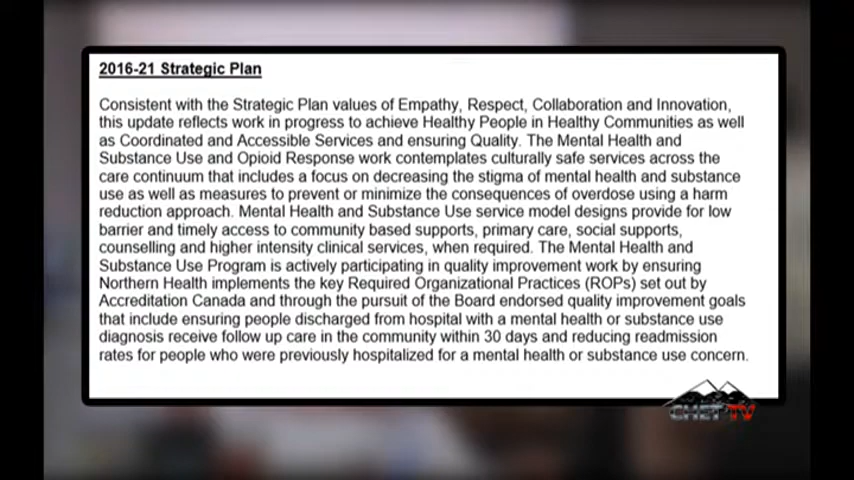 2016-21 Strategic Plan
Consistent with the Strategic Plan values of Empathy, Respect, Collaboration and Innovation,
this update reflects work in progress to achieve Healthy People in Healthy Communities as well
as Coordinated and Accessible Services and ensuring Quality. The Mental Health and
Substance Use and Opioid Response work contemplates culturally safe services across the
care continuum that includes a focus on decreasing the stigma of mental health and substance
use as well as measures to prevent or minimize the consequences of overdose using a harm
reduction approach. Mental Health and Substance Use service model designs provide for low
barrier and timely access to community based supports, primary care, social supports,
counselling and higher intensity clinical services, when required. The Mental Health and
Substance Use Program is actively participating in quality improvement work by ensuring
Northern Health implements the key Required Organizational Practices (ROPs) set out by
Accreditation Canada and through the pursuit of the Board endorsed quality improvement goals
that include ensuring people discharged from hospital with a mental health or substance use
diagnosis receive follow up care in the community within 30 days and reducing readmission
rates for people who were previously hospitalized for a mental health or substance use concern.
CHET TV